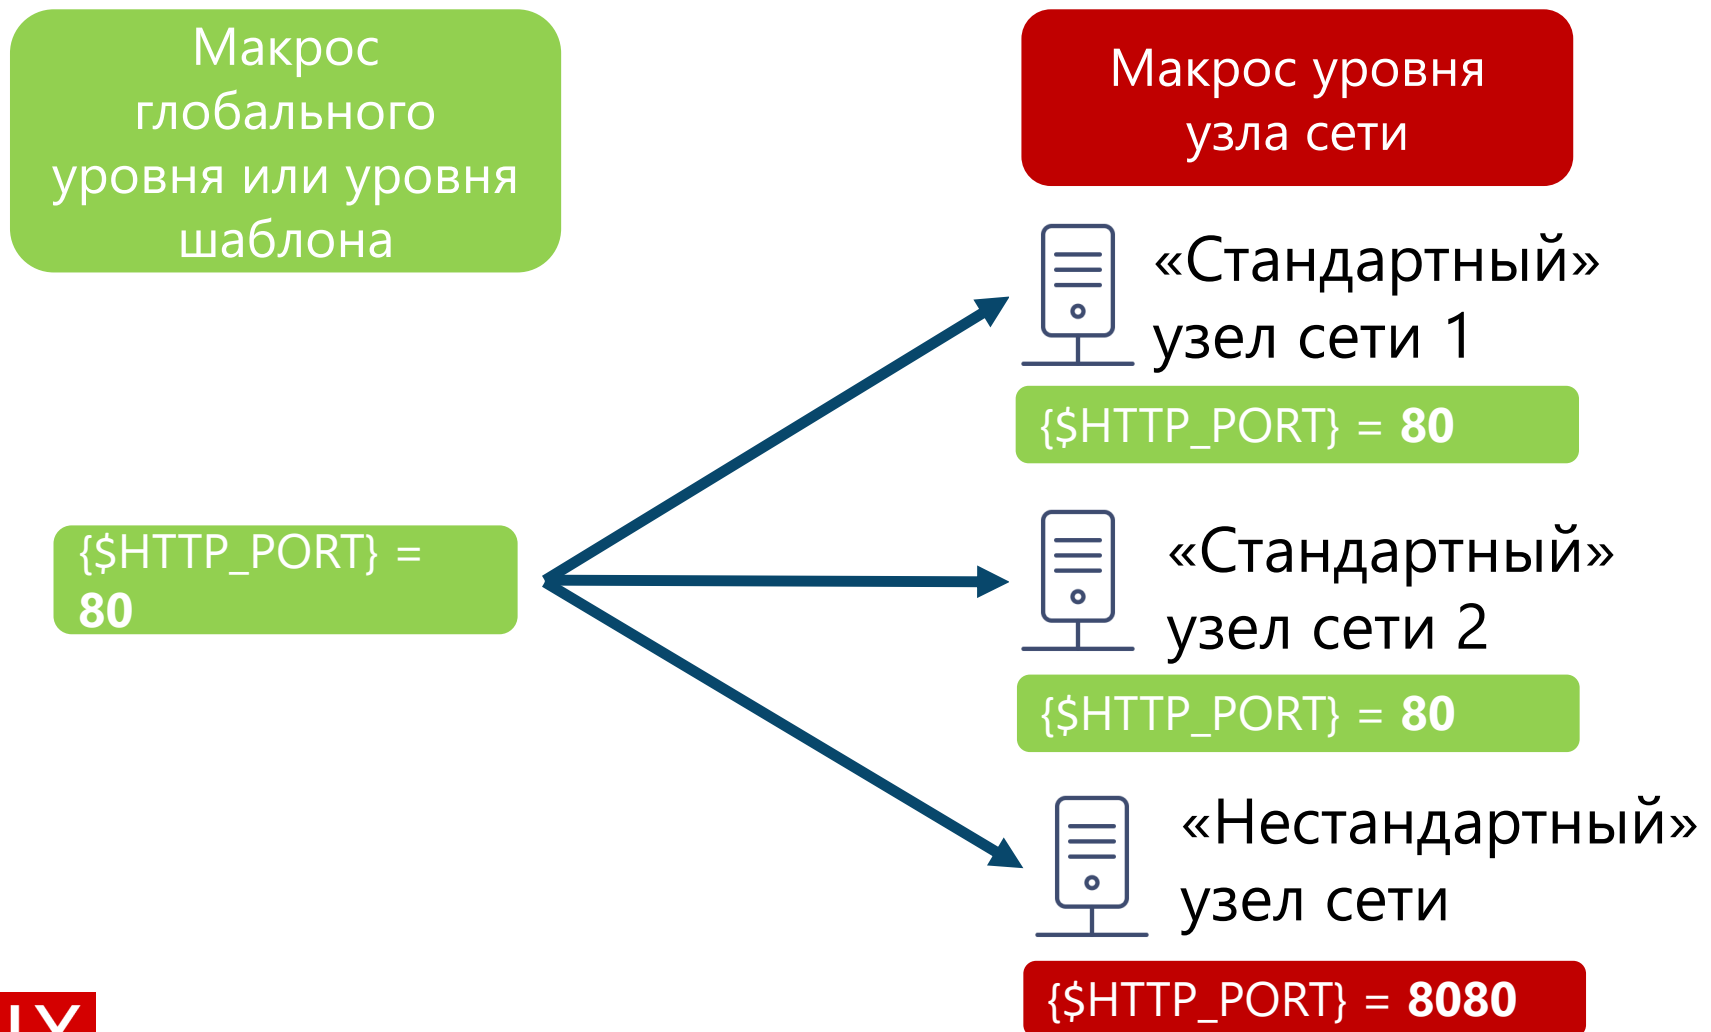 Макрос
глобального
уровня или уровня
шаблона
Макрос уровня
узла сети
«Стандартный»
узел сети 1
{$HTTP_PORT} = 80
{$HTTP_PORT} =
80
«Стандартный»
узел сети 2
{$HTTP_PORT} = 80
«Нестандартный»
узел сети
{$HTTP_PORT} = 8080